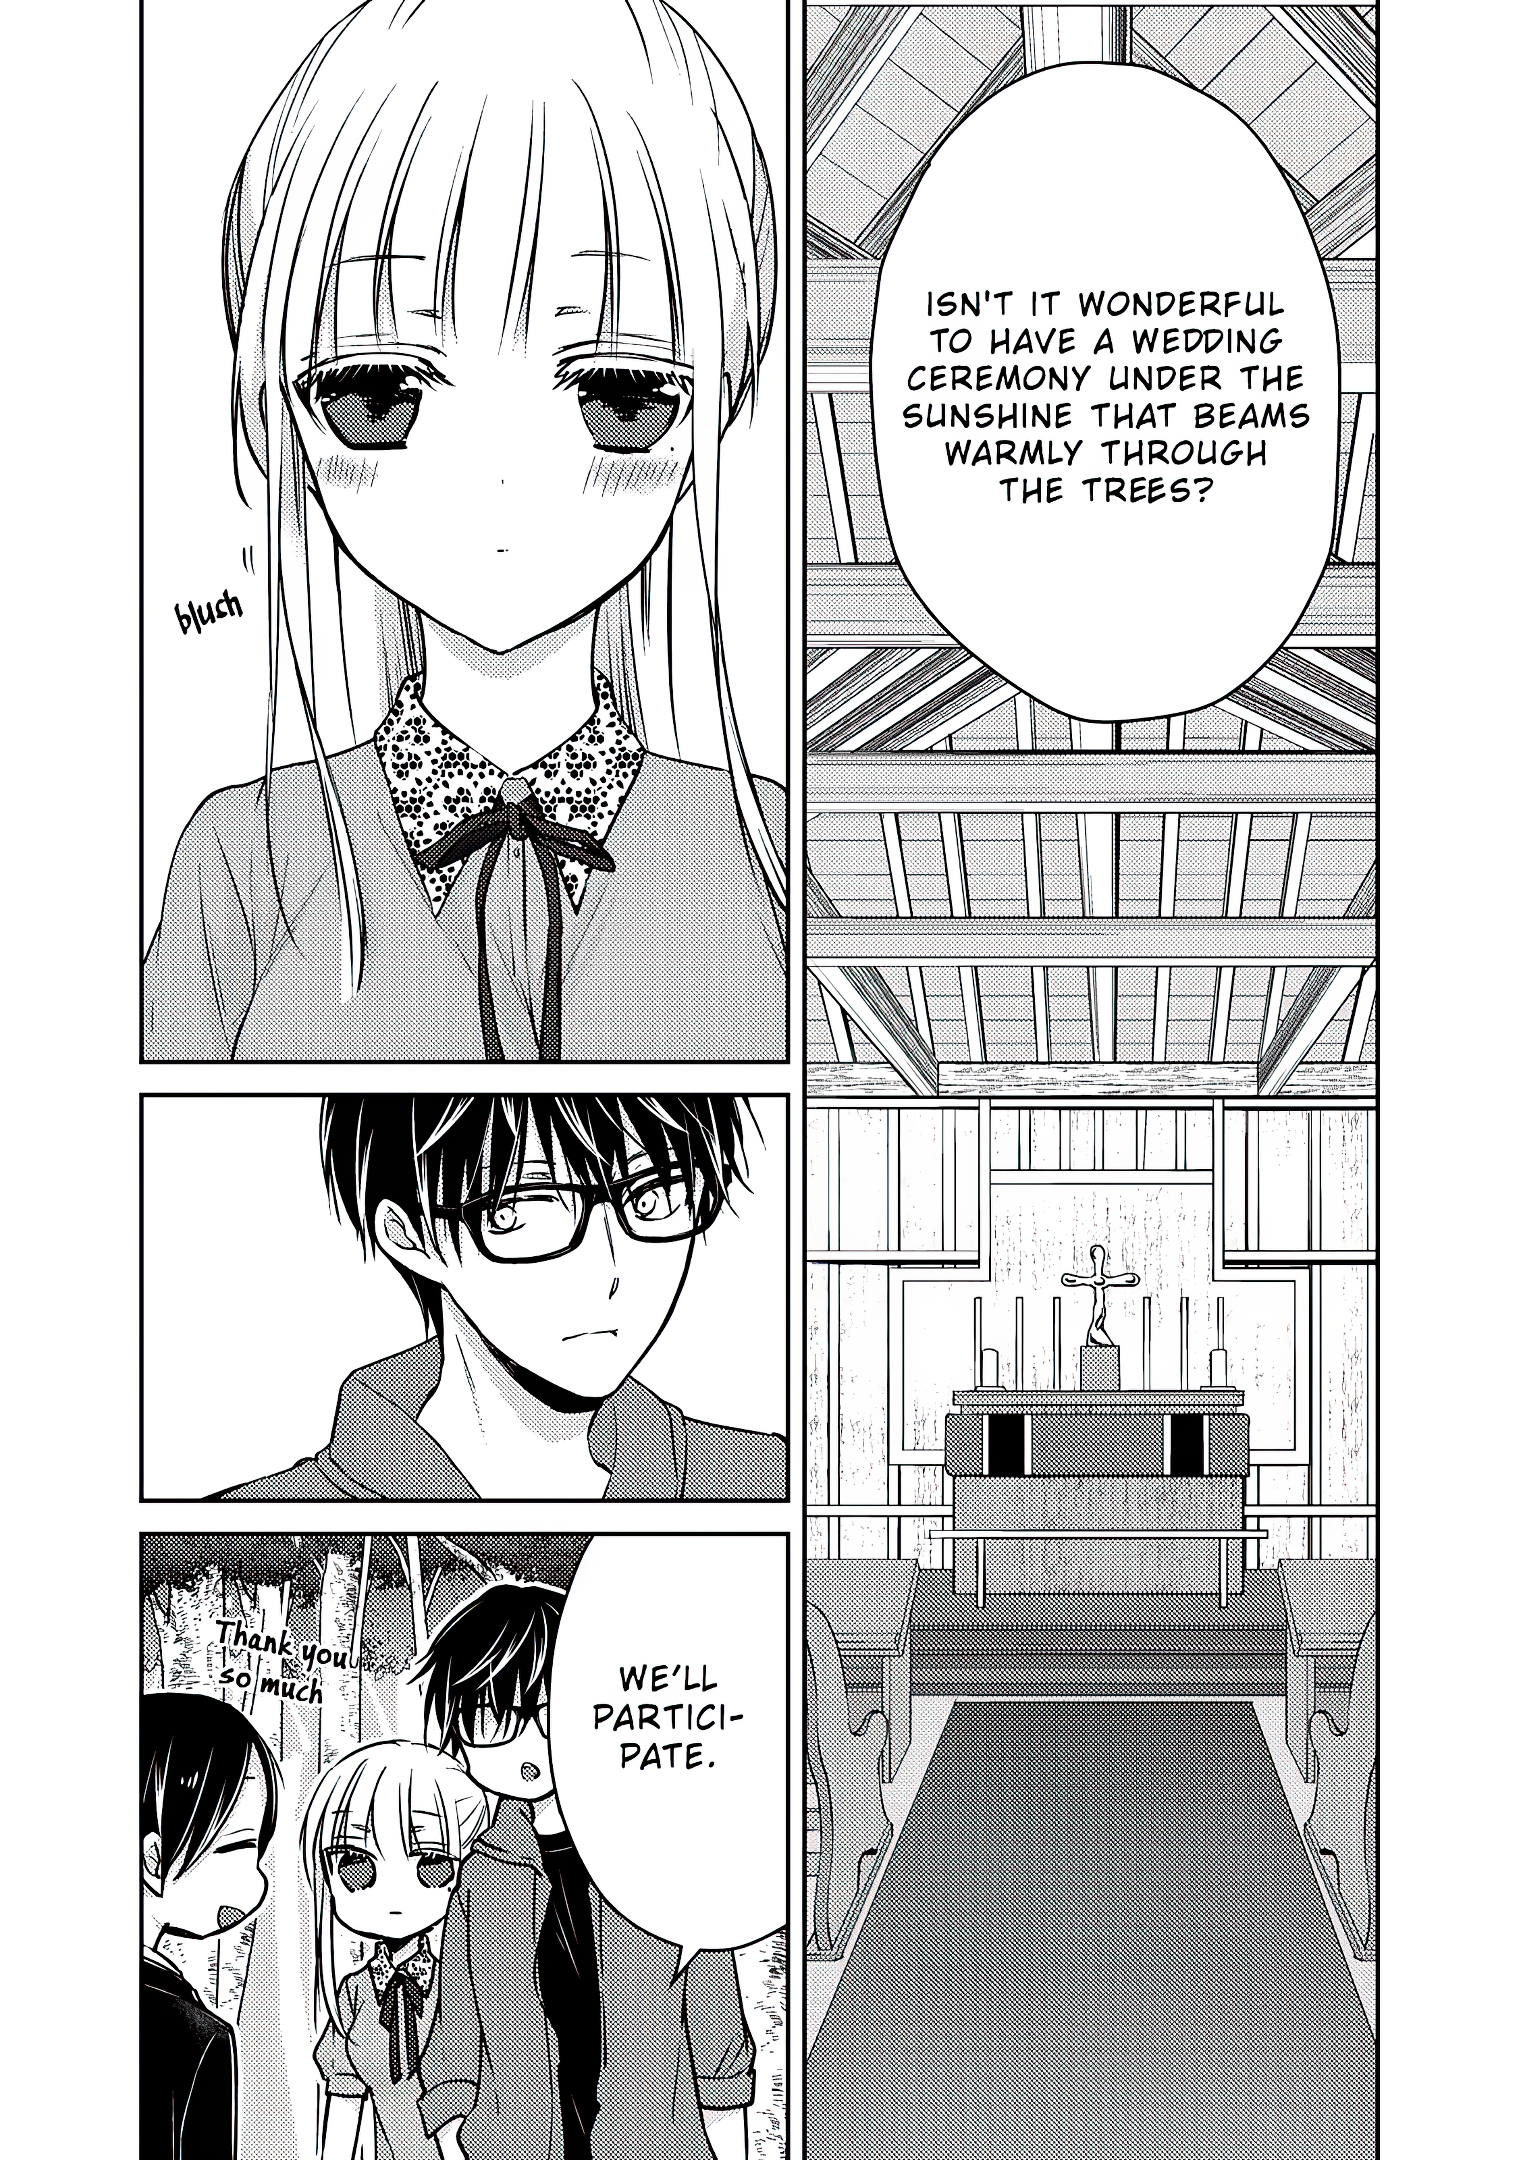 ISN'T IT WONDERFUL
TO HAVE A WEDDING
CEREMONY UNDER THE
SUNSHINE THAT BEAMS
WARMLY THROUGH
THE TREES?
blush
WE'LL
PARTICI-
PATE.
Thank you
so much